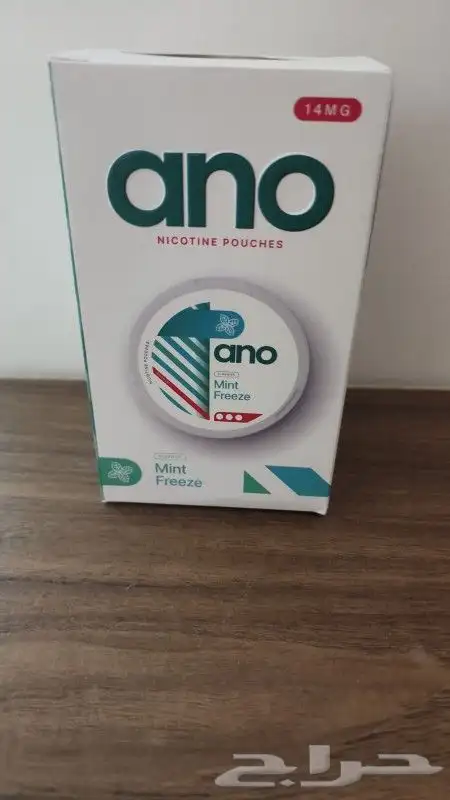 14MG
ano
NICOTINE POUCHES
ano
Mint
Freeze
Mint
Freeze
حراج